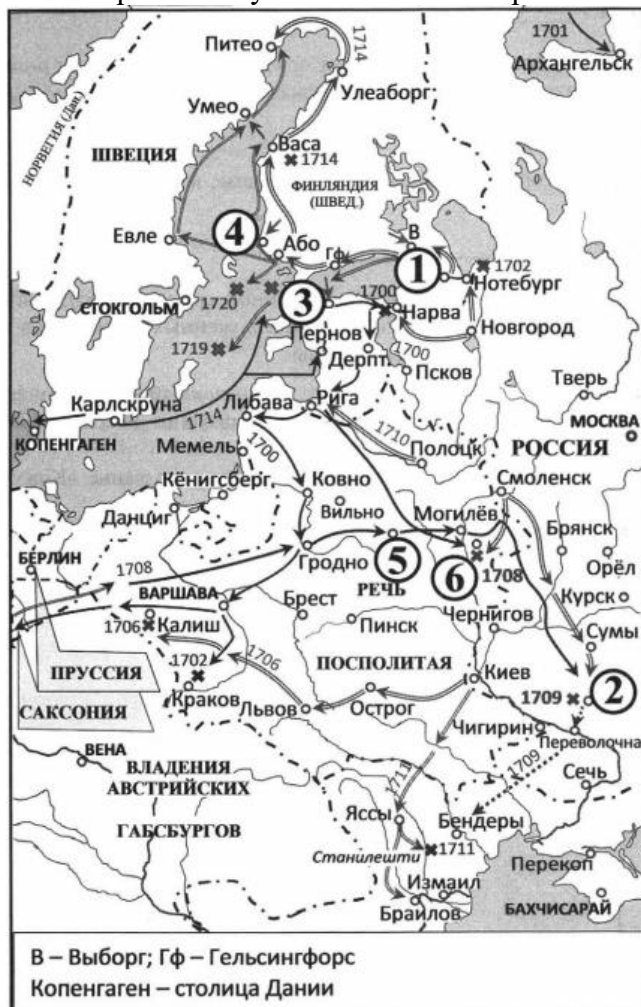 1701
Архангельск
Питео
1714
Улеаборг
НОРВЕГИЯ (Дан.)
Умео
ШВЕЦИЯ
Васа
1714
ФИНЛЯНДИЯ
(ШВЕД.)
Евле
4
Або
Гф
В
1
1702
Нотебург
СТОКГОЛЬМ
1720
3
1700
Нарва
Новгород
1719
Пернов
Дерпт
1700
Псков
Тверь
Карлскруна
1714
Либава
Рига
МОСКВА
КОПЕНГАГЕН
Мемель
1700
1710
Полоцк
РОССИЯ
Смоленск
Кёнигсберг
Ковно
Вильно
Могилёв
Данциг
Брянск
БЕРЛИН
1708
Гродно
5
6
1708
Орёл
ВАРШАВА
РЕЧЬ
Курск
1706
Калиш
Брест
Пинск
Чернигов
Сумы
ПРУССИЯ
1702
1706
ПОСПОЛИТАЯ
1709
2
САКСОНИЯ
Краков
Львов
Острог
Киев
Чигирин
Переволочна
ВЕНА
ВЛАДЕНИЯ
АВСТРИЙСКИХ
ГАБСБУРГОВ
1711
1709
Сечь
Яссы
Бендеры
Станилешти
1711
Перекоп
Измаил
Браилов
БАХЧИСАРАЙ
В – Выборг; Гф – Гельсингфорс
Копенгаген – столица Дании